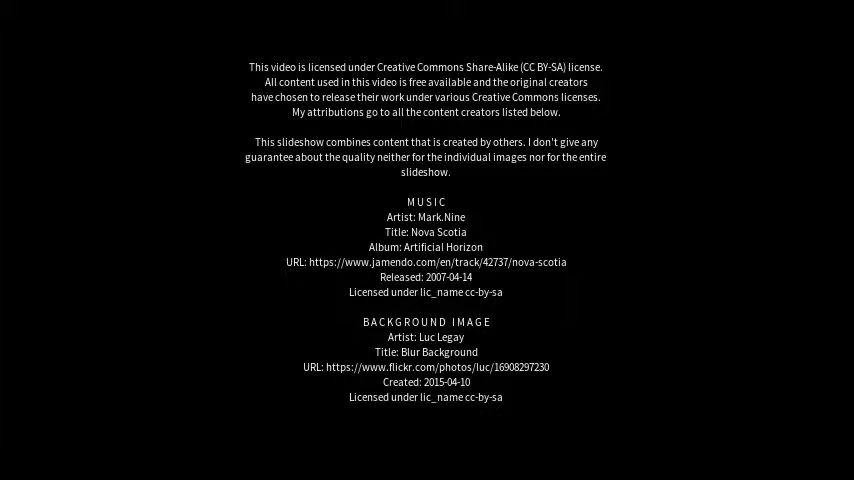 This video is licensed under Creative Commons Share-Alike (CC BY-SA) license.
All content used in this video is free available and the original creators
have chosen to release their work under various Creative Commons licenses.
My attributions go to all the content creators listed below.
This slideshow combines content that is created by others. I don't give any
guarantee about the quality neither for the individual images nor for the entire
slideshow.
M U S I C
Artist: Mark.Nine
Title: Nova Scotia
Album: Artificial Horizon
URL: https://www.jamendo.com/en/track/42737/nova-scotia
Released: 2007-04-14
Licensed under lic_name cc-by-sa
B A C K G R O U N D   I M A G E
Artist: Luc Legay
Title: Blur Background
URL: https://www.flickr.com/photos/luc/16908297230
Created: 2015-04-10
Licensed under lic_name cc-by-sa